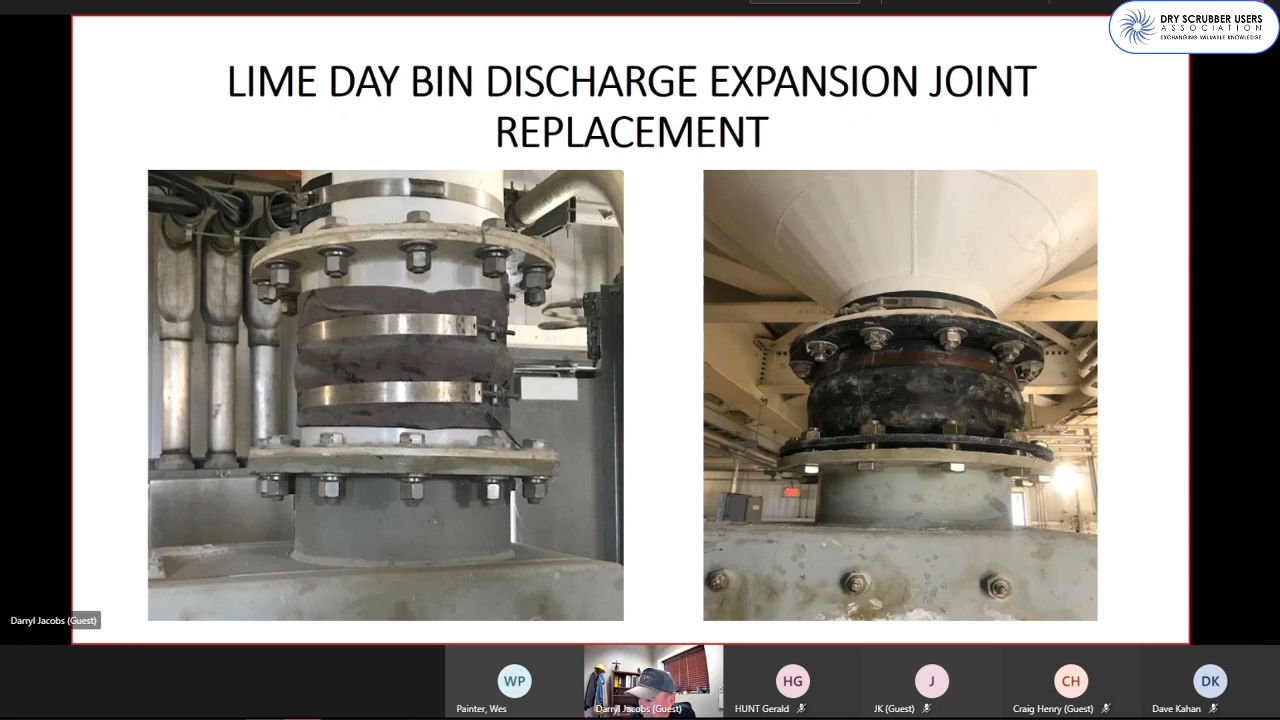 DRY SCRUBBER USERS
ASSOCIATION
EXCHANGING VALUABLE KNOWLEDGE
LIME DAY BIN DISCHARGE EXPANSION JOINT
REPLACEMENT
Darryl Jacobs (Guest)
WP
Painter, Wes
Darryl Jacobs (Guest)
HG
HUNT Gerald
J
JK (Guest)
CH
Craig Henry (Guest)
DK
Dave Kahan